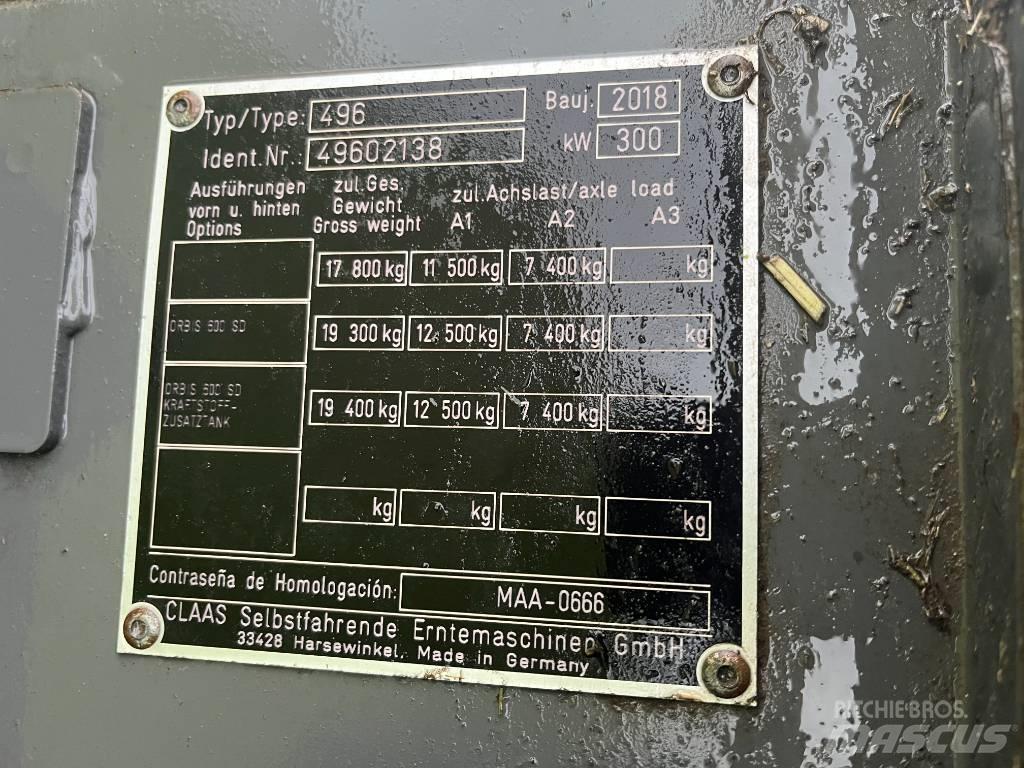 Typ/Type: 496 Bauj. 2018
Ident.Nr.: 49602138 kW 300
Ausführungen vorn u. hinten Options
zul.Ges. Gewicht Gross weight
zul.Achslast/axle load
A1 A2 A3
17 800 kg 11 500 kg 7 400 kg kg
ORBIS 600 SD 19 300 kg 12 500 kg 7 400 kg kg
ORBIS 600 SD
KRAFTSTOFF-
ZUSATZTANK
19 400 kg 12 500 kg 7 400 kg kg
kg kg kg kg
Contraseña de Homologación: MAA-0666
CLAAS Selbstfahrende Erntemaschinen GmbH
33428 Harsewinkel. Made in Germany
RITCHIE BROS.
MASCUS